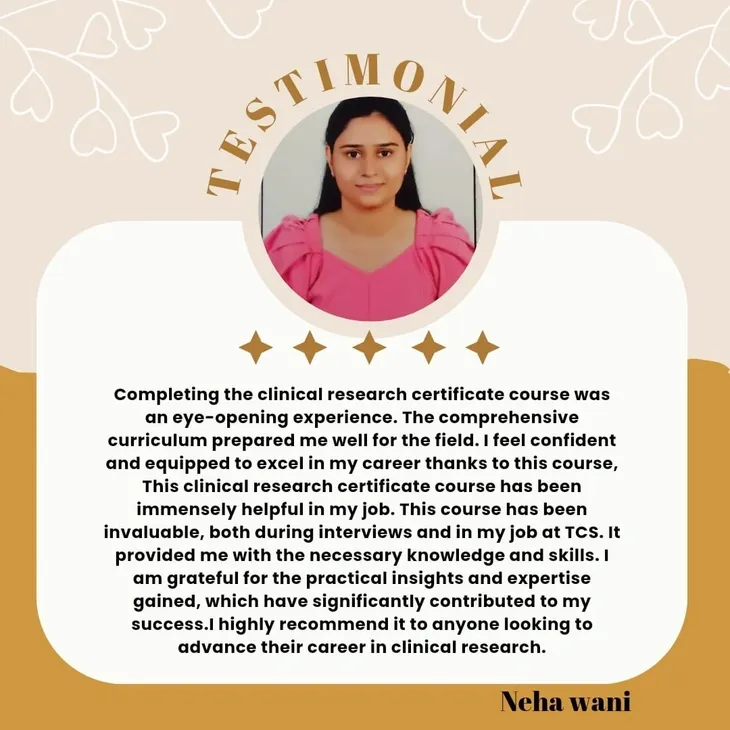 TESTIMONIAL
Completing the clinical research certificate course was
an eye-opening experience. The comprehensive
curriculum prepared me well for the field. I feel confident
and equipped to excel in my career thanks to this course,
This clinical research certificate course has been
immensely helpful in my job. This course has been
invaluable, both during interviews and in my job at TCS. It
provided me with the necessary knowledge and skills. I
am grateful for the practical insights and expertise
gained, which have significantly contributed to my
success.I highly recommend it to anyone looking to
advance their career in clinical research.
Neha wani